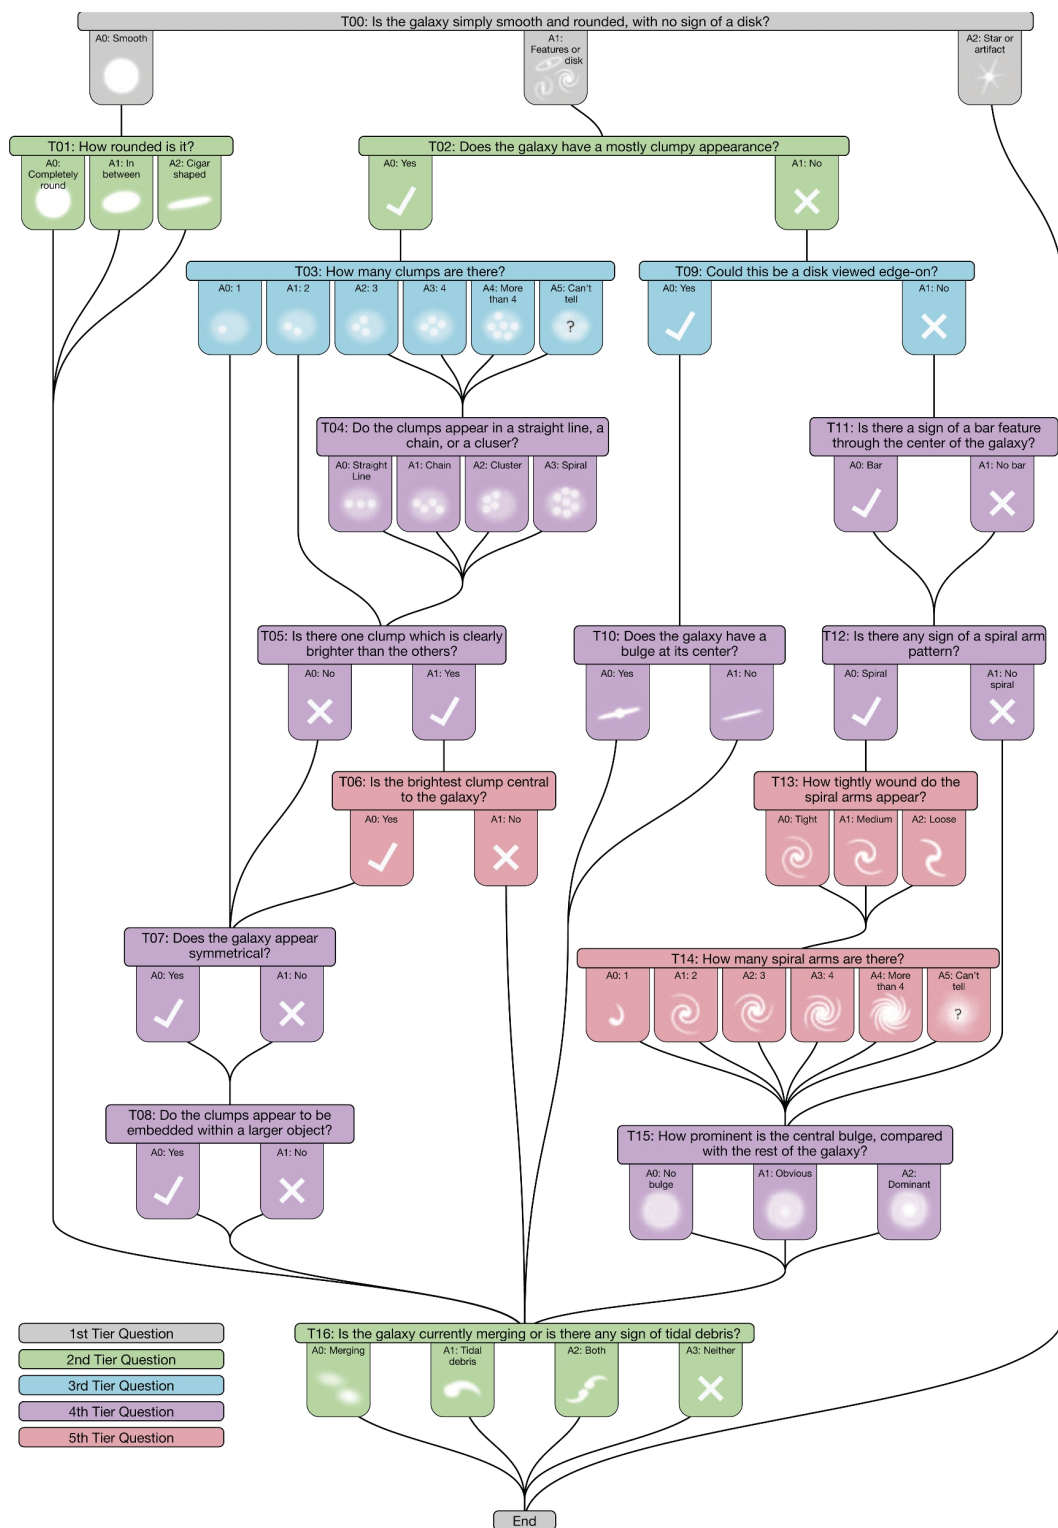 T00: Is the galaxy simply smooth and rounded, with no sign of a disk?
A0: Smooth
A1:
Features or
disk
A2: Star or
artifact
T01: How rounded is it?
A0:
Completely
round
A1: In
between
A2: Cigar
shaped
T02: Does the galaxy have a mostly clumpy appearance?
A0: Yes
A1: No
T03: How many clumps are there?
A0: 1
A1: 2
A2: 3
A3: 4
A4: More
than 4
A5: Can't
tell
?
T09: Could this be a disk viewed edge-on?
A0: Yes
A1: No
T04: Do the clumps appear in a straight line, a
chain, or a cluser?
A0: Straight
Line
A1: Chain
A2: Cluster
A3: Spiral
T11: Is there a sign of a bar feature
through the center of the galaxy?
A0: Bar
A1: No bar
T05: Is there one clump which is clearly
brighter than the others?
A0: No
A1: Yes
T10: Does the galaxy have a
bulge at its center?
A0: Yes
A1: No
T12: Is there any sign of a spiral arm
pattern?
A0: Spiral
A1: No
spiral
T06: Is the brightest clump central
to the galaxy?
A0: Yes
A1: No
T13: How tightly wound do the
spiral arms appear?
A0: Tight
A1: Medium
A2: Loose
T07: Does the galaxy appear
symmetrical?
A0: Yes
A1: No
T14: How many spiral arms are there?
A0: 1
A1: 2
A2: 3
A3: 4
A4: More
than 4
A5: Can't
tell
?
T08: Do the clumps appear to be
embedded within a larger object?
A0: Yes
A1: No
T15: How prominent is the central bulge, compared
with the rest of the galaxy?
A0: No
bulge
A1: Obvious
A2:
Dominant
T16: Is the galaxy currently merging or is there any sign of tidal debris?
A0: Merging
A1: Tidal
debris
A2: Both
A3: Neither
1st Tier Question
2nd Tier Question
3rd Tier Question
4th Tier Question
5th Tier Question
End